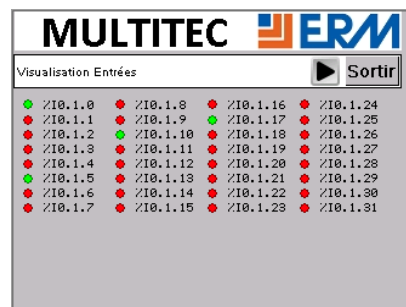 MULTITEC ERM
Visualisation Entrées Sortir
%I0.1.0 %I0.1.8 %I0.1.16 %I0.1.24
%I0.1.1 %I0.1.9 %I0.1.17 %I0.1.25
%I0.1.2 %I0.1.10 %I0.1.18 %I0.1.26
%I0.1.3 %I0.1.11 %I0.1.19 %I0.1.27
%I0.1.4 %I0.1.12 %I0.1.20 %I0.1.28
%I0.1.5 %I0.1.13 %I0.1.21 %I0.1.29
%I0.1.6 %I0.1.14 %I0.1.22 %I0.1.30
%I0.1.7 %I0.1.15 %I0.1.23 %I0.1.31